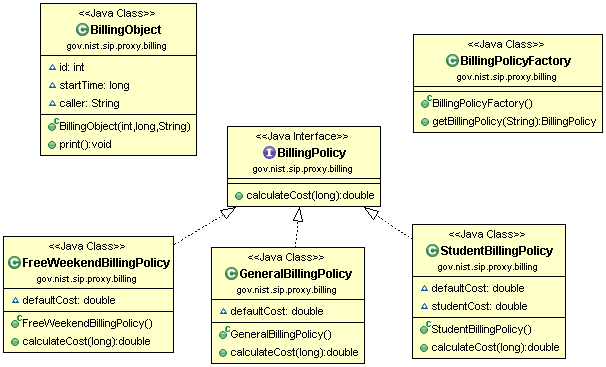 <<Java Class>>
BillingObject
gov.nist.sip.proxy.billing
id: int
startTime: long
caller: String
BillingObject(int,long,String)
print():void
<<Java Class>>
BillingPolicyFactory
gov.nist.sip.proxy.billing
BillingPolicyFactory()
getBillingPolicy(String):BillingPolicy
<<Java Interface>>
BillingPolicy
gov.nist.sip.proxy.billing
calculateCost(long):double
<<Java Class>>
FreeWeekendBillingPolicy
gov.nist.sip.proxy.billing
defaultCost: double
FreeWeekendBillingPolicy()
calculateCost(long):double
<<Java Class>>
GeneralBillingPolicy
gov.nist.sip.proxy.billing
defaultCost: double
GeneralBillingPolicy()
calculateCost(long):double
<<Java Class>>
StudentBillingPolicy
gov.nist.sip.proxy.billing
defaultCost: double
studentCost: double
StudentBillingPolicy()
calculateCost(long):double